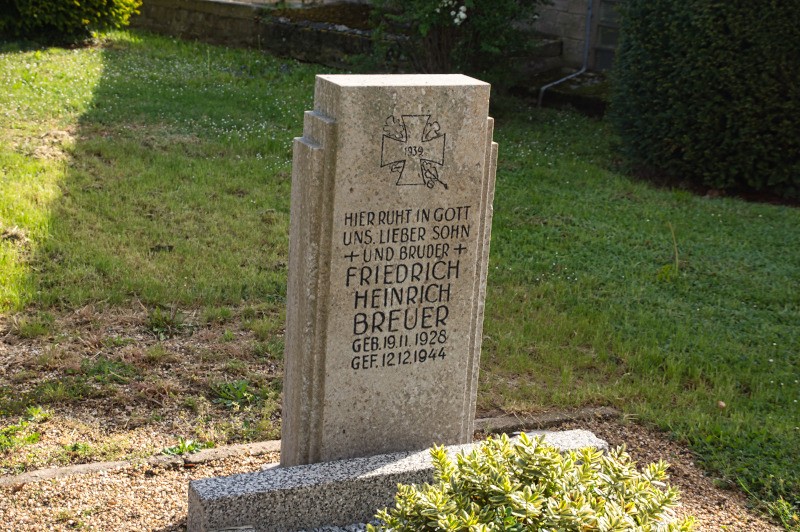 1939
HIER RUHT IN GOTT
UNS. LIEBER SOHN
+ UND BRUDER +
FRIEDRICH
HEINRICH
BREUER
GEB. 19.11.1928
GEF. 12.12.1944